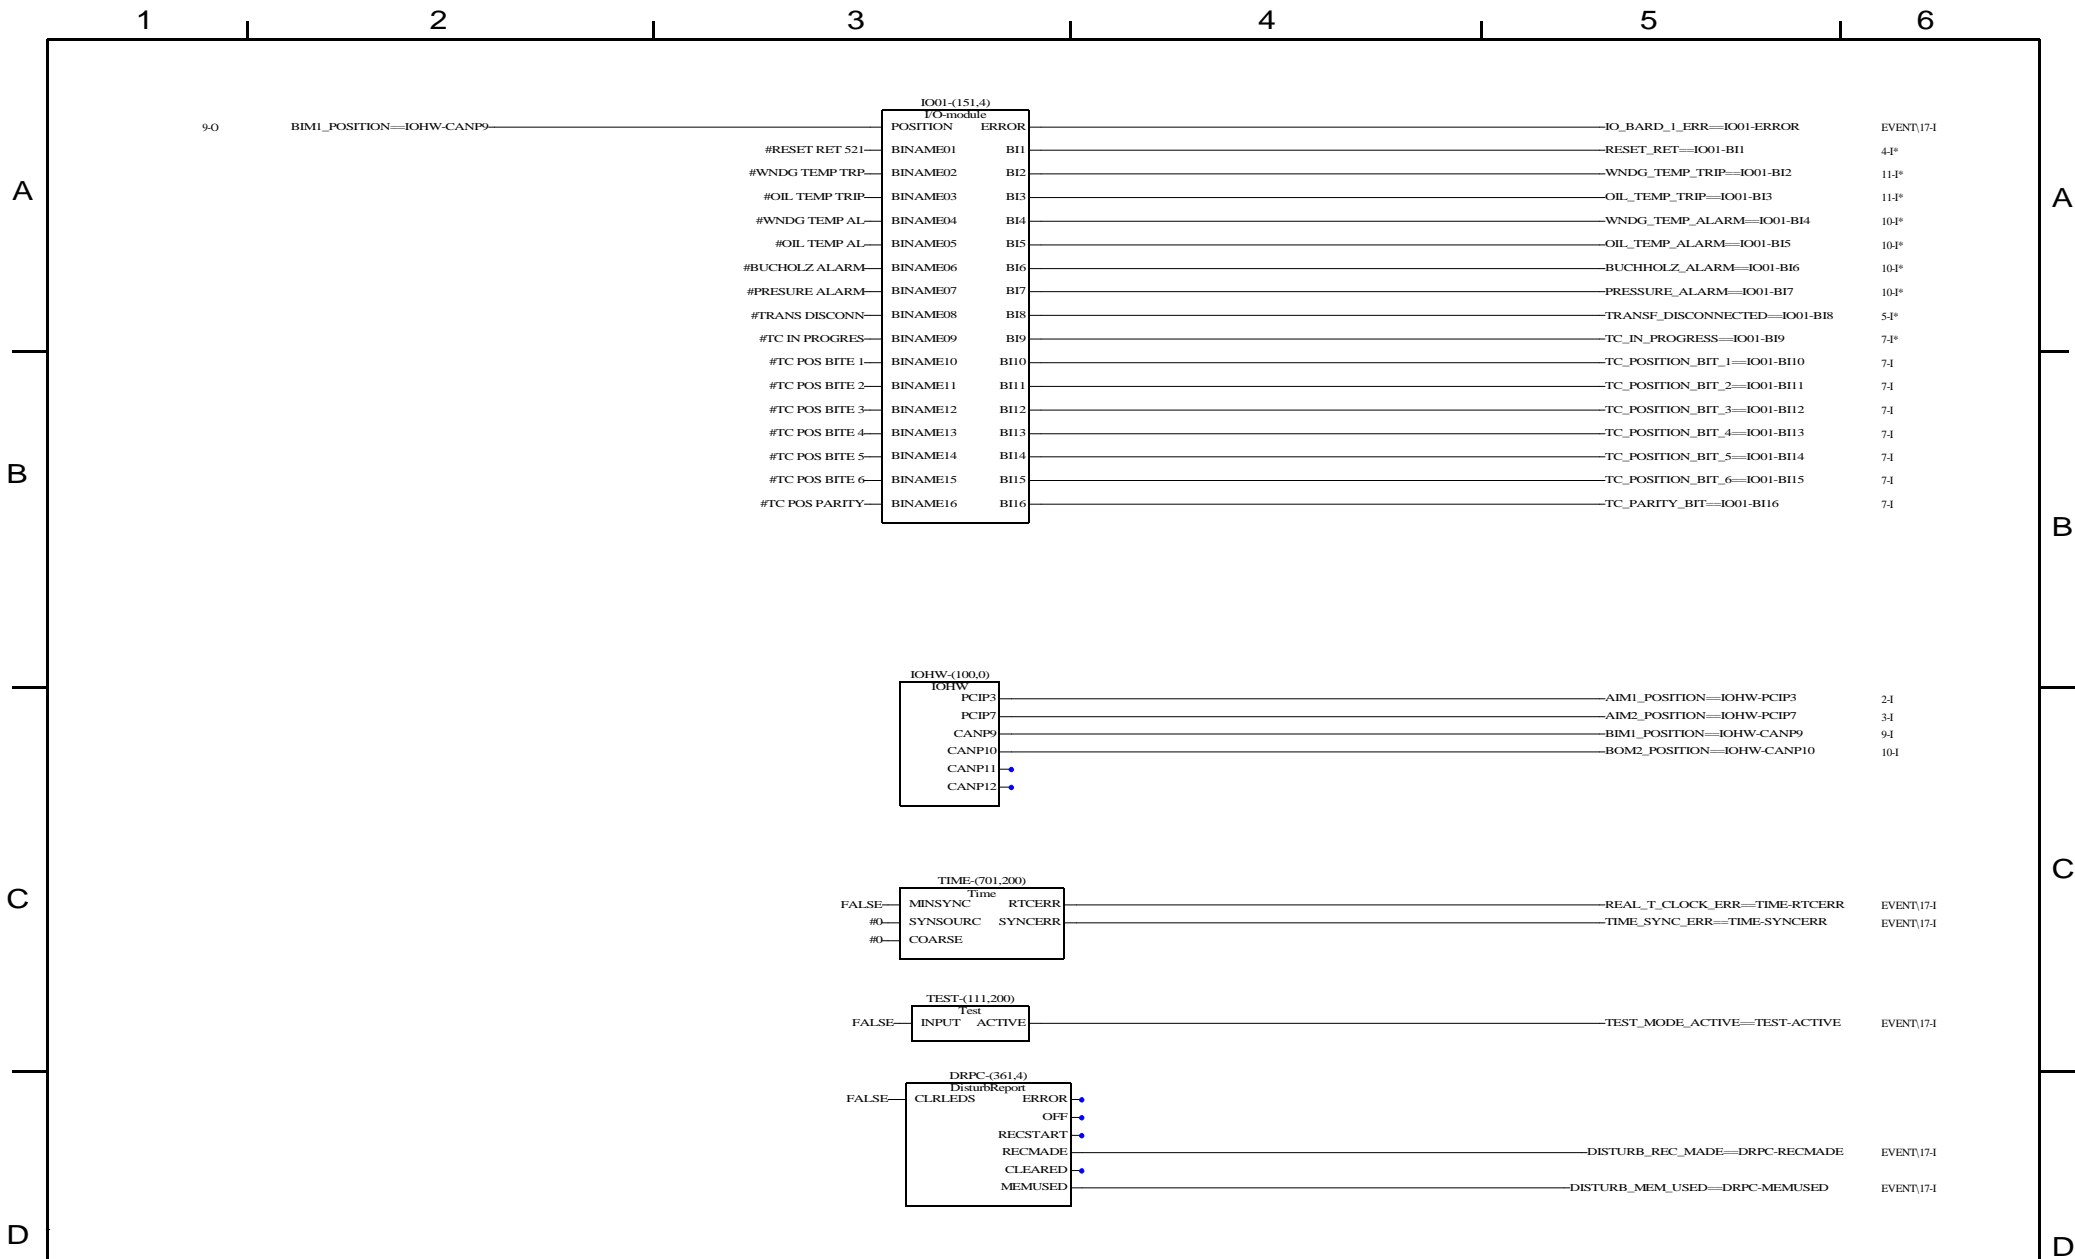 1 2 3 4 5 6
IO01-(151,4)
I/O-module
9-O BIM1_POSITION==IOHW-CANP9 POSITION ERROR IO_BARD_1_ERR==IO01-ERROR EVENT\17-I
#RESET RET 521 BINAME01 BI1 RESET_RET==IO01-BI1 4-I*
#WNDG TEMP TRP BINAME02 BI2 WNDG_TEMP_TRIP==IO01-BI2 11-I*
A #OIL TEMP TRIP BINAME03 BI3 OIL_TEMP_TRIP==IO01-BI3 11-I* A
#WNDG TEMP AL BINAME04 BI4 WNDG_TEMP_ALARM==IO01-BI4 10-I*
#OIL TEMP AL BINAME05 BI5 OIL_TEMP_ALARM==IO01-BI5 10-I*
#BUCHOLZ ALARM BINAME06 BI6 BUCHHOLZ_ALARM==IO01-BI6 10-I*
#PRESURE ALARM BINAME07 BI7 PRESSURE_ALARM==IO01-BI7 10-I*
#TRANS DISCONN BINAME08 BI8 TRANSF_DISCONNECTED==IO01-BI8 5-I*
#TC IN PROGRES BINAME09 BI9 TC_IN_PROGRESS==IO01-BI9 7-I*
#TC POS BITE 1 BINAME10 BI10 TC_POSITION_BIT_1==IO01-BI10 7-I
#TC POS BITE 2 BINAME11 BI11 TC_POSITION_BIT_2==IO01-BI11 7-I
#TC POS BITE 3 BINAME12 BI12 TC_POSITION_BIT_3==IO01-BI12 7-I
#TC POS BITE 4 BINAME13 BI13 TC_POSITION_BIT_4==IO01-BI13 7-I
#TC POS BITE 5 BINAME14 BI14 TC_POSITION_BIT_5==IO01-BI14 7-I
B #TC POS BITE 6 BINAME15 BI15 TC_POSITION_BIT_6==IO01-BI15 7-I
#TC POS PARITY BINAME16 BI16 TC_PARITY_BIT==IO01-BI16 7-I
B
IOHW-(100,0)
IOHW
PCIP3 AIM1_POSITION==IOHW-PCIP3 2-I
PCIP7 AIM2_POSITION==IOHW-PCIP7 3-I
CANP9 BIM1_POSITION==IOHW-CANP9 9-I
CANP10 BOM2_POSITION==IOHW-CANP10 10-I
CANP11
CANP12
C
TIME-(701,200)
Time
C FALSE MINSYNC RTCERR REAL_T_CLOCK_ERR==TIME-RTCERR EVENT\17-I
#0 SYNSOURC SYNCERR TIME_SYNC_ERR==TIME-SYNCERR EVENT\17-I
#0 COARSE
TEST-(111,200)
Test
FALSE INPUT ACTIVE TEST_MODE_ACTIVE==TEST-ACTIVE EVENT\17-I
DRPC-(361,4)
DisturbReport
FALSE CLRLEDS ERROR
OFF
RECSTART
RECMADE DISTURB_REC_MADE==DRPC-RECMADE EVENT\17-I
CLEARED
MEMUSED DISTURB_MEM_USED==DRPC-MEMUSED EVENT\17-I
D D